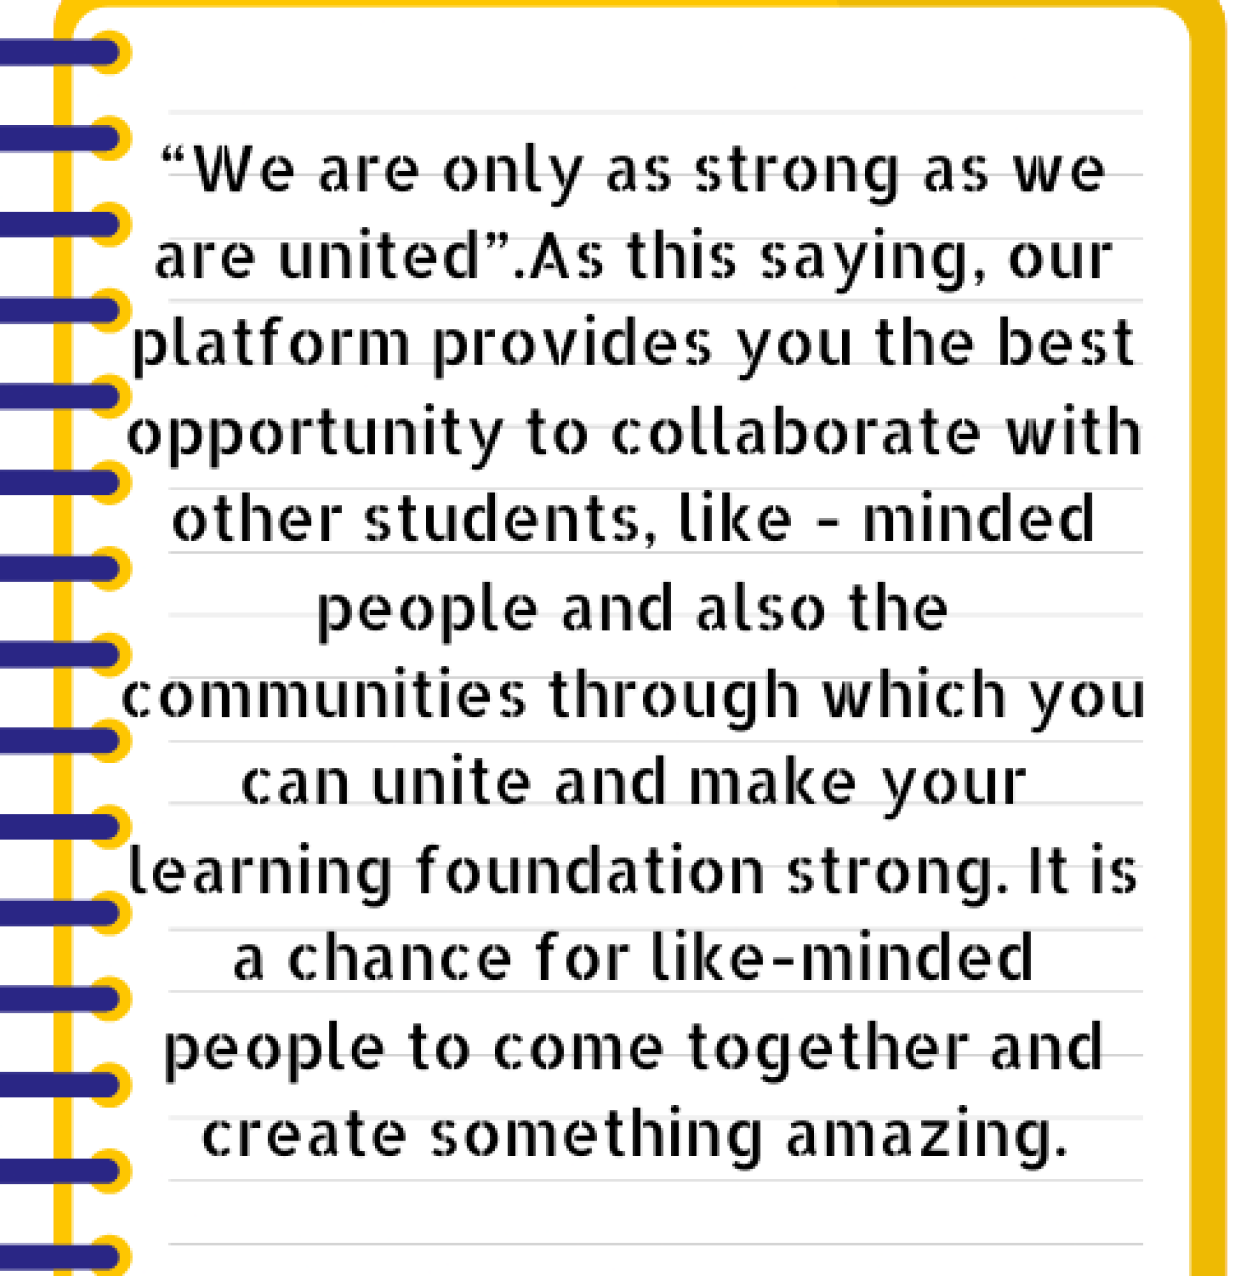 “We are only as strong as we
are united”.As this saying, our
platform provides you the best
opportunity to collaborate with
other students, like - minded
people and also the
communities through which you
can unite and make your
learning foundation strong. It is
a chance for like-minded
people to come together and
create something amazing.